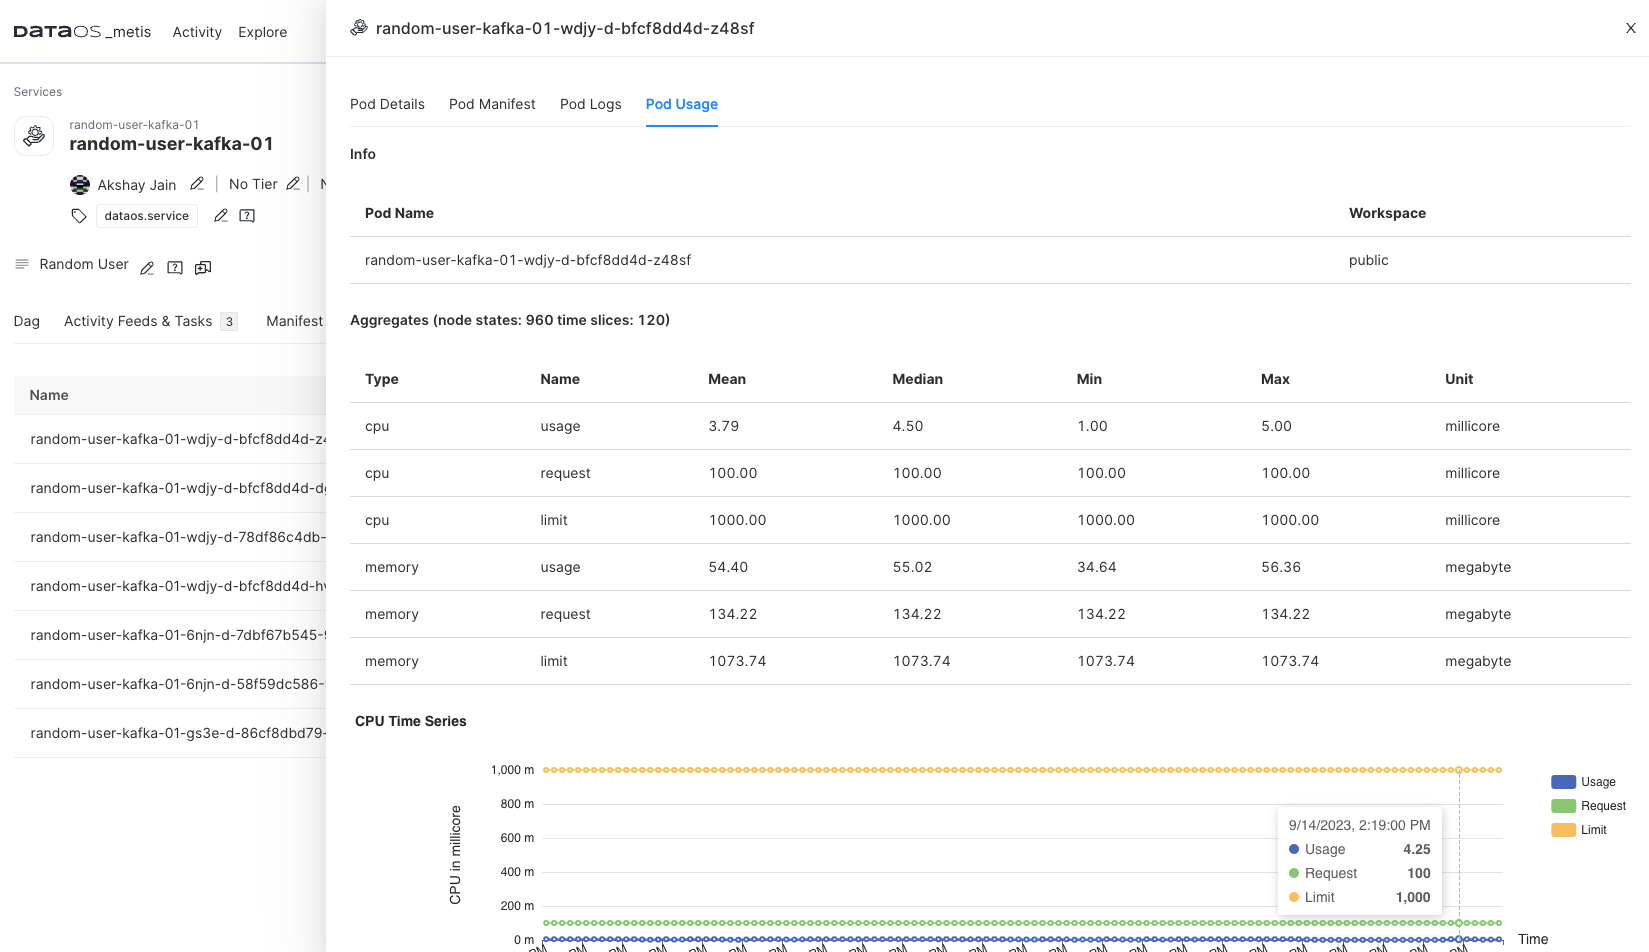 DATAOS _metis Activity Explore
Services
random-user-kafka-01
random-user-kafka-01
Akshay Jain | No Tier |
dataos.service
Random User
Dag Activity Feeds & Tasks 3 Manifest
Name
random-user-kafka-01-wdjy-d-bfcf8dd4d-z4
random-user-kafka-01-wdjy-d-bfcf8dd4d-
random-user-kafka-01-wdjy-d-78df86c4db-
random-user-kafka-01-wdjy-d-bfcf8dd4d-h
random-user-kafka-01-6njn-d-7dbf67b545-
random-user-kafka-01-6njn-d-58f59dc586-
random-user-kafka-01-gs3e-d-86cf8dbd79-
random-user-kafka-01-wdjy-d-bfcf8dd4d-z48sf X
Pod Details Pod Manifest Pod Logs Pod Usage
Info
Pod Name Workspace
random-user-kafka-01-wdjy-d-bfcf8dd4d-z48sf public
Aggregates (node states: 960 time slices: 120)
Type Name Mean Median Min Max Unit
cpu usage 3.79 4.50 1.00 5.00 millicore
cpu request 100.00 100.00 100.00 100.00 millicore
cpu limit 1000.00 1000.00 1000.00 1000.00 millicore
memory usage 54.40 55.02 34.64 56.36 megabyte
memory request 134.22 134.22 134.22 134.22 megabyte
memory limit 1073.74 1073.74 1073.74 1073.74 megabyte
CPU Time Series
CPU in millicore
1,000 m
800 m
600 m
400 m
200 m
0 m
9/14/2023, 2:19:00 PM
Usage 4.25
Request 100
Limit 1,000
Usage
Request
Limit
Time